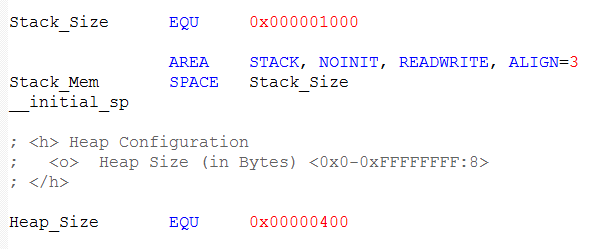 Stack_Size EQU 0x000001000
AREA STACK, NOINIT, READWRITE, ALIGN=3
Stack_Mem SPACE Stack_Size
__initial_sp
; <h> Heap Configuration
; <o> Heap Size (in Bytes) <0x0-0xFFFFFFFF:8>
; </h>
Heap_Size EQU 0x00000400